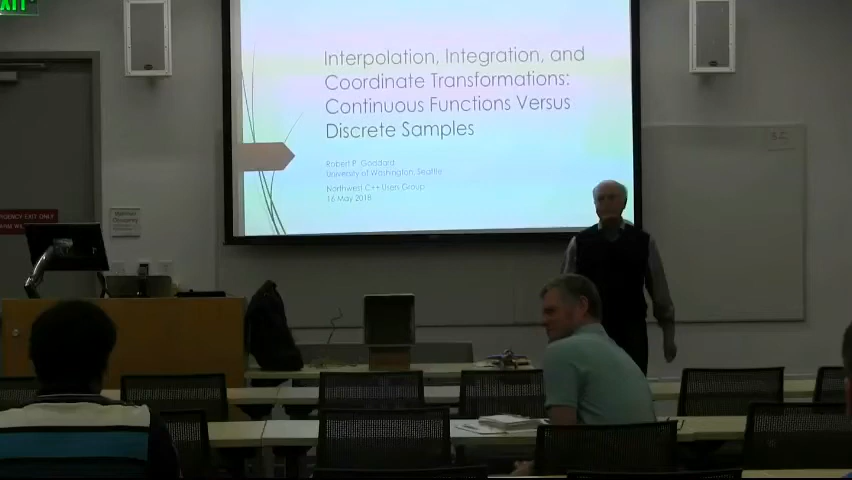 EXIT
Interpolation, Integration, and
Coordinate Transformations:
Continuous Functions Versus
Discrete Samples
Robert P. Goddard
University of Washington, Seattle
Northwest C++ Users Group
16 May 2018
EMERGENCY EXIT ONLY